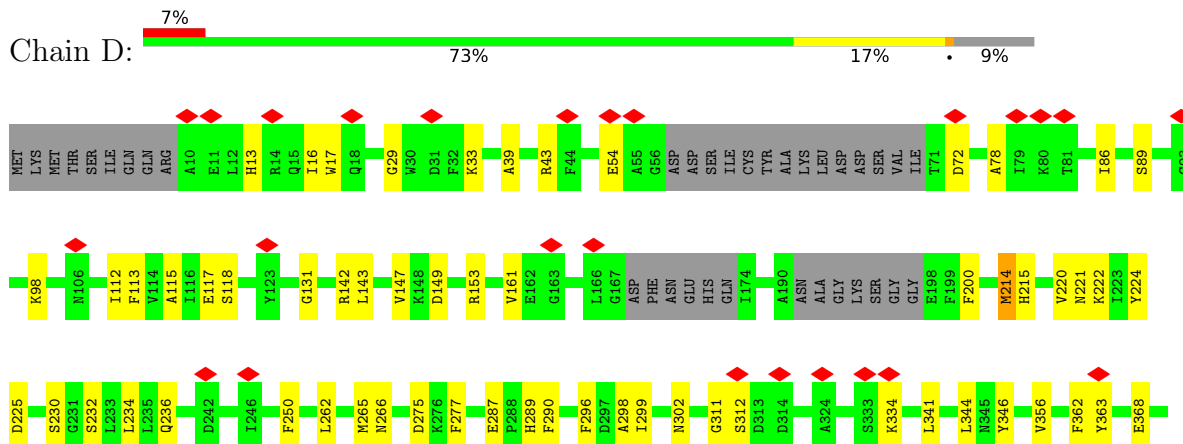 7%
Chain D:
73% 17% • 9%
MET LYS MET THR SER ILE GLN GLN ARG A10 E11 L12 H13 R14 Q15 I16 W17 Q18 G29 W30 D31 F32 K33 A39 R43 F44 E54 A55 G56 ASP ASP SER ILE CYS TYR ALA LYS LEU ASP ASP SER VAL ILE T71 D72 A78 I79 K80 T81 I86 S89
K98 N106 I112 F113 V114 A115 I116 E117 S118 Y123 G131 R142 L143 V147 K148 D149 R153 V161 E162 G163 L166 G167 ASP PHE ASN GLU HIS GLN I174 A190 ASN ALA GLY LYS SER GLY GLY E198 F199 F200 M214 H215 V220 N221 K222 I223 Y224
D225 S230 G231 S232 L233 L234 L235 Q236 D242 I246 F250 L262 M265 N266 D275 K276 F277 E287 P288 H289 F290 F296 D297 A298 I299 N302 G311 S312 D313 D314 A324 S333 K334 L341 L344 N345 Y346 V356 F362 Y363 E368